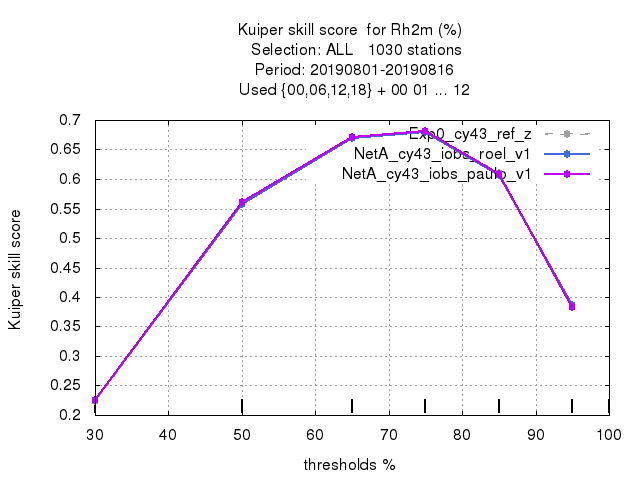 Kuiper skill score for Rh2m (%)
Selection: ALL 1030 stations
Period: 20190801-20190816
Used {00,06,12,18} + 00 01 ... 12
Exp0_cy43_ref_z
NetA_cy43_iobs_roel_v1
NetA_cy43_iobs_paulo_v1
Kuiper skill score
0.7
0.65
0.6
0.55
0.5
0.45
0.4
0.35
0.3
0.25
0.2
30 40 50 60 70 80 90 100
thresholds %